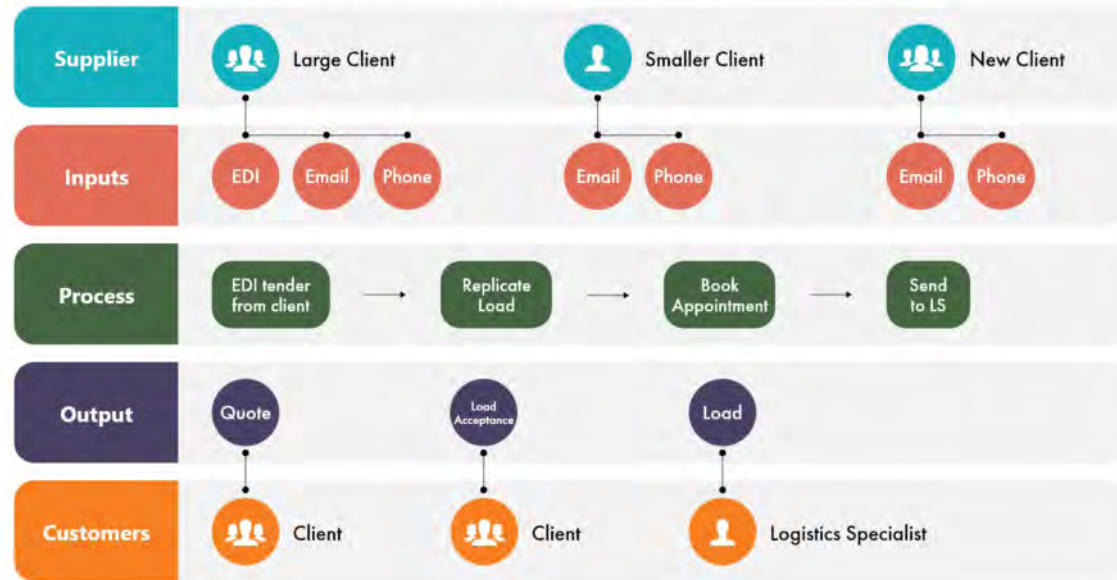 Supplier
Large Client
Smaller Client
New Client
Inputs
EDI
Email
Phone
Email
Phone
Email
Phone
Process
EDI tender
from client
Replicate
Load
Book
Appointment
Send
to LS
Output
Quote
Load
Acceptance
Load
Customers
Client
Client
Logistics Specialist